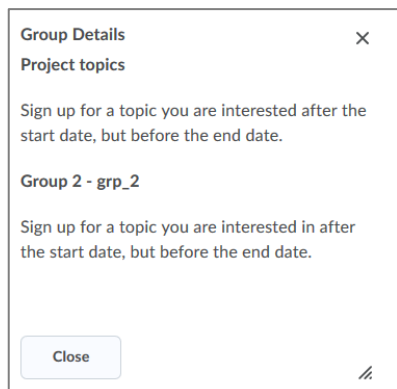 Group Details
Project topics
Sign up for a topic you are interested after the
start date, but before the end date.
Group 2 - grp_2
Sign up for a topic you are interested in after
the start date, but before the end date.
Close